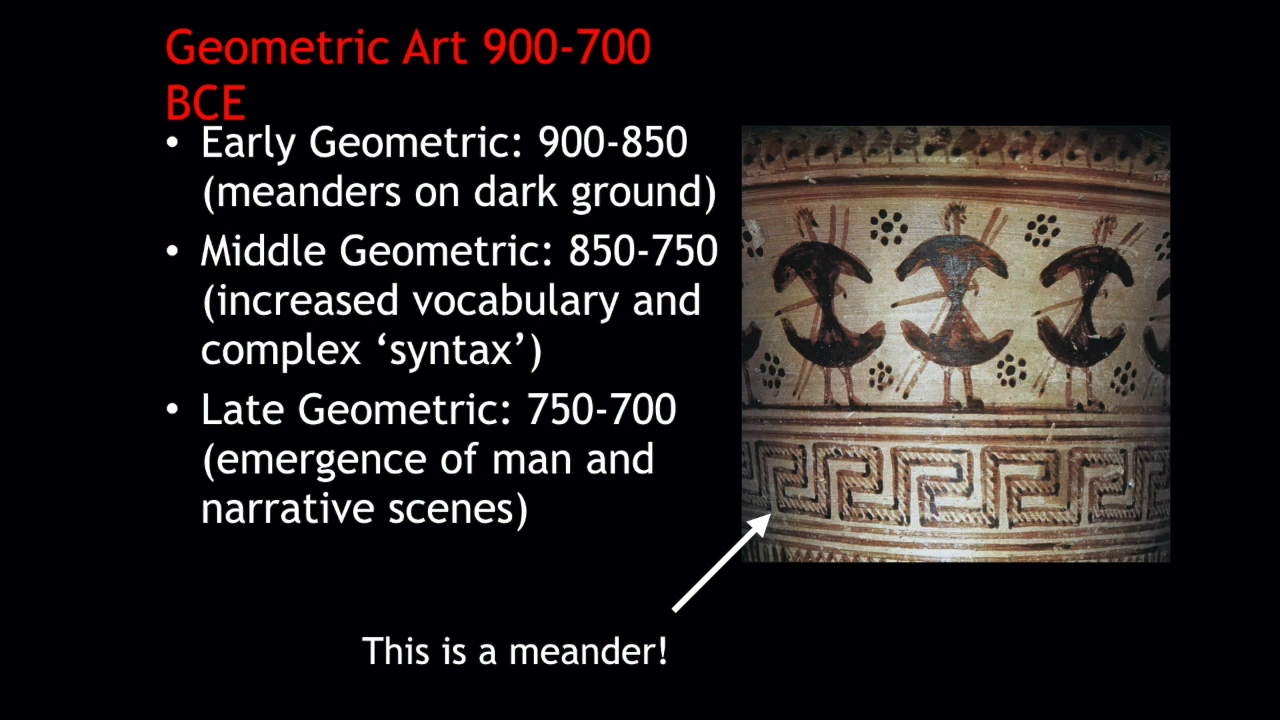 Geometric Art 900-700
BCE
• Early Geometric: 900-850
(meanders on dark ground)
• Middle Geometric: 850-750
(increased vocabulary and
complex ‘syntax’)
• Late Geometric: 750-700
(emergence of man and
narrative scenes)
This is a meander!